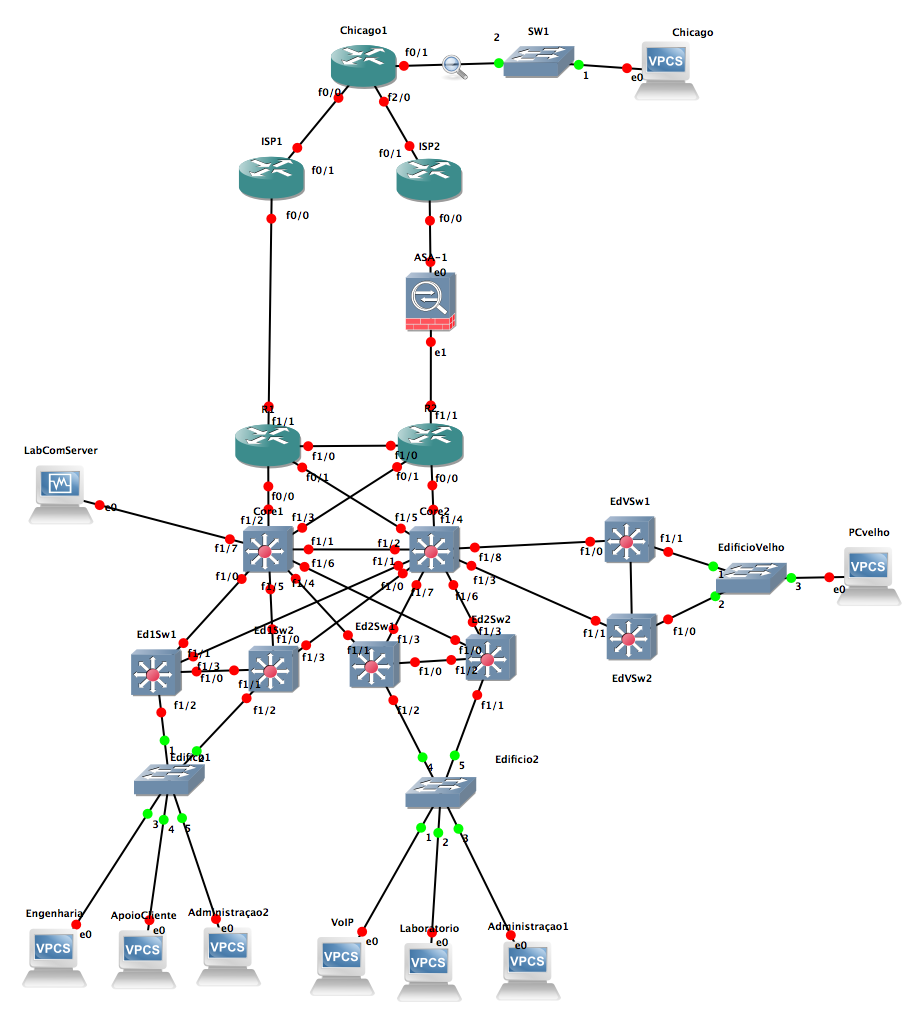 Chicago1
2
SW1
Chicago
f0/1
VPCS
1
e0
f0/0
f2/0
ISP1
f0/1
ISP2
f0/1
f0/0
f0/0
ASA-1
e0
e1
R1
R2
f1/1
f1/1
LabComServer
f1/0
f1/0
f0/1
f0/1
f0/0
f0/0
e0
Core1
Core2
f1/2
f1/3
f1/5
f1/4
EdVSw1
f1/7
f1/1
f1/2
f1/8
f1/0
f1/1
EdificioVelho
PCvelho
VPCS
f1/6
f1/1
f1/0
f1/0
f1/5
f1/4
f1/3
f1/7
f1/6
1
2
3
e0
Ed1Sw1
Ed1Sw2
Ed2Sw1
Ed2Sw2
f1/1
f1/0
f1/3
f1/3
f1/1
f1/3
f1/0
f1/1
f1/0
f1/3
f1/0
f1/1
f1/0
f1/2
EdVSw2
f1/2
f1/2
f1/2
f1/1
1
2
Edifico1
4
5
Edificio2
3
4
5
1
2
3
Engenharia
ApoioCliente
Administraçao2
VoIP
Laboratorio
Administraçao1
e0
e0
e0
e0
e0
e0
VPCS
VPCS
VPCS
VPCS
VPCS
VPCS